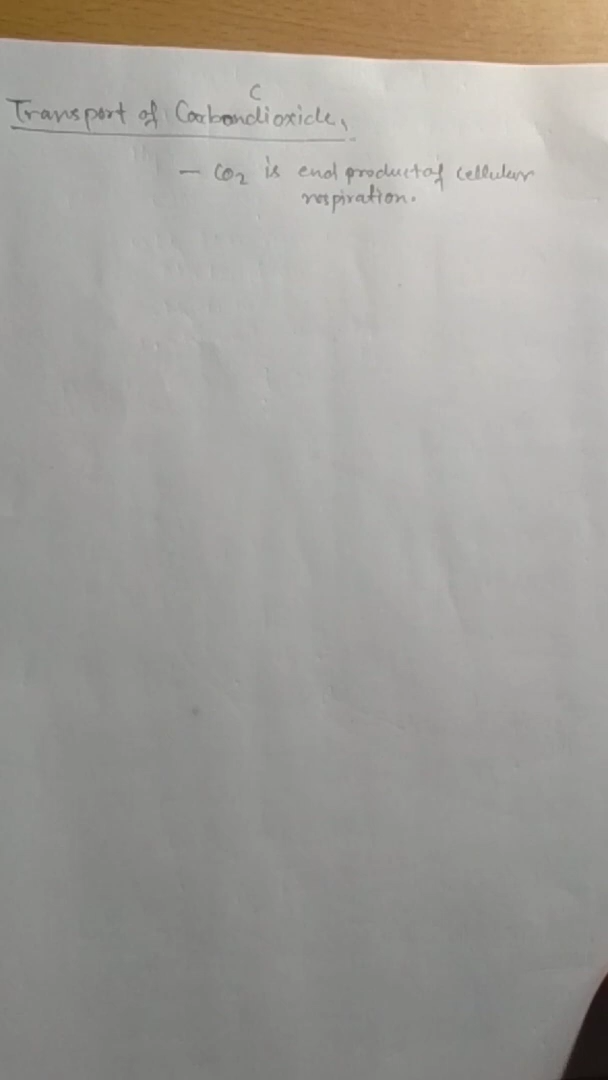 C
Transport of Carbondioxide,
- CO2 is end product of cellular
respiration.